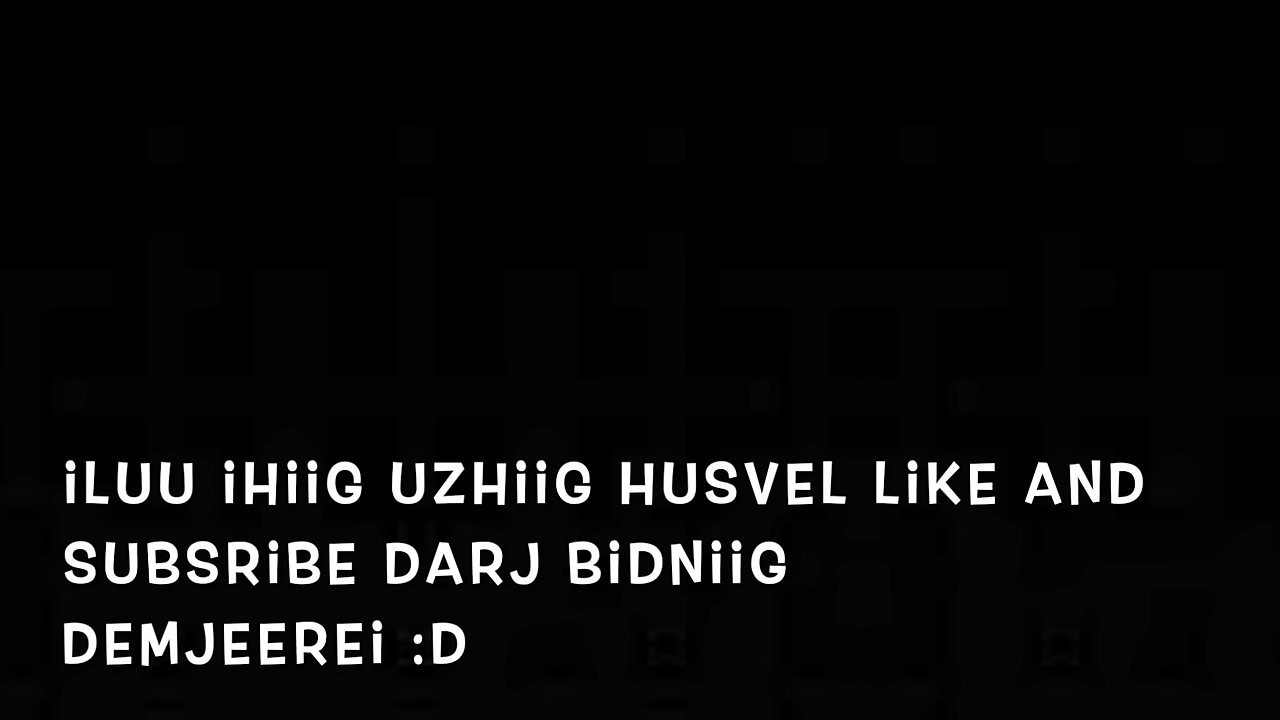 iLUU iHiiG UZHiiG HUSVEL LiKE AND
SUBSRiBE DARJ BiDNiiG
DEMJEEREi :D